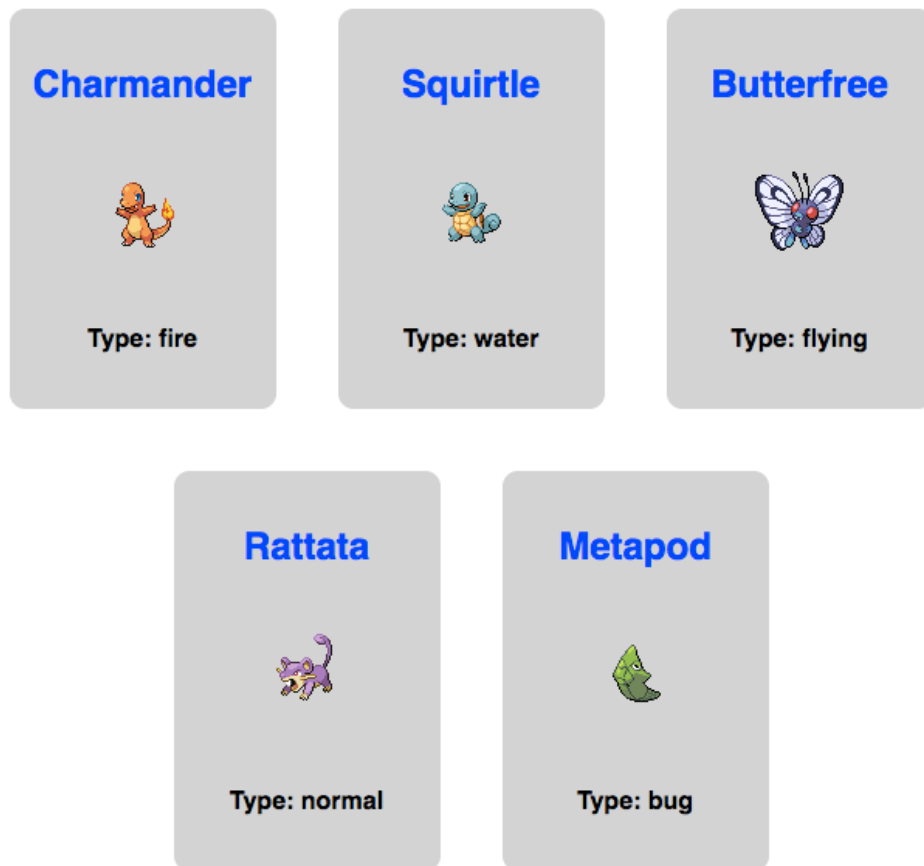 Charmander
Squirtle
Butterfree
Type: fire
Type: water
Type: flying
Rattata
Metapod
Type: normal
Type: bug